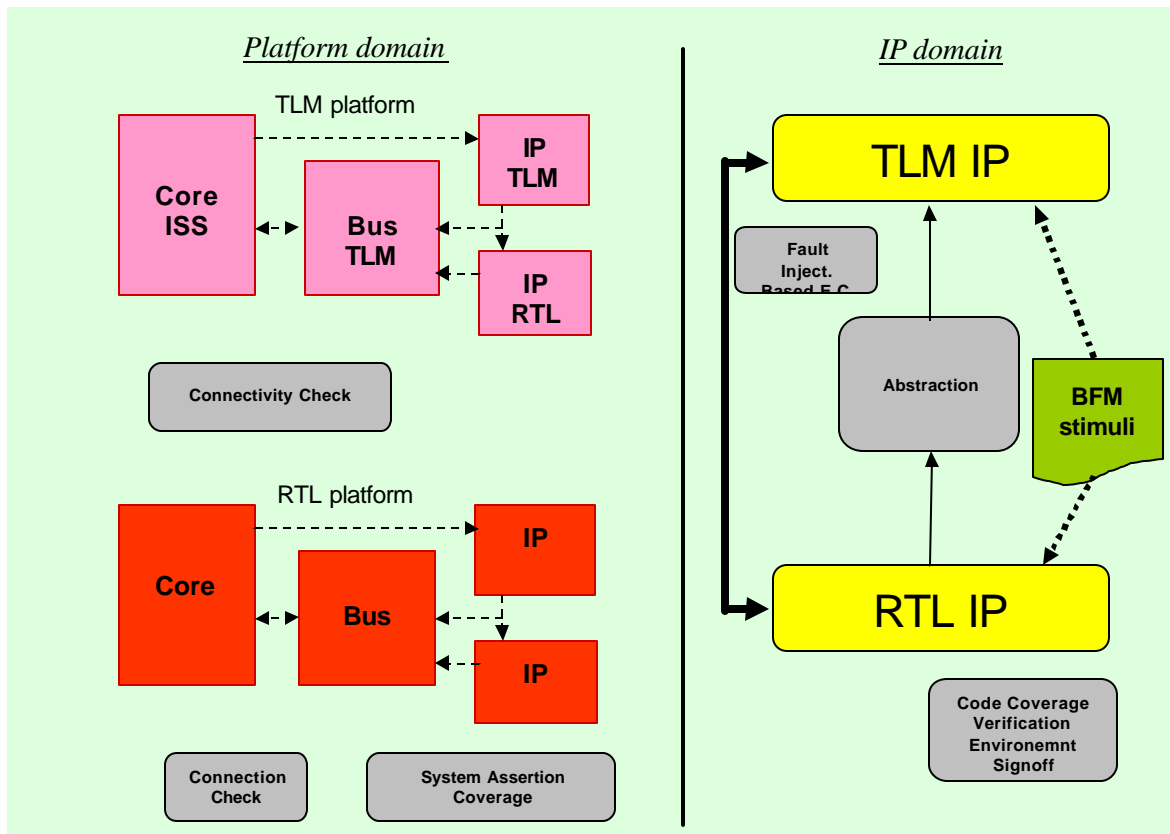 Platform domain
TLM platform
Core
ISS
Bus
TLM
IP
TLM
IP
RTL
Connectivity Check
RTL platform
Core
Bus
IP
IP
Connection
Check
System Assertion
Coverage
IP domain
TLM IP
Fault
Inject.
Based E.C.
Abstraction
BFM
stimuli
RTL IP
Code Coverage
Verification
Environemnt
Signoff